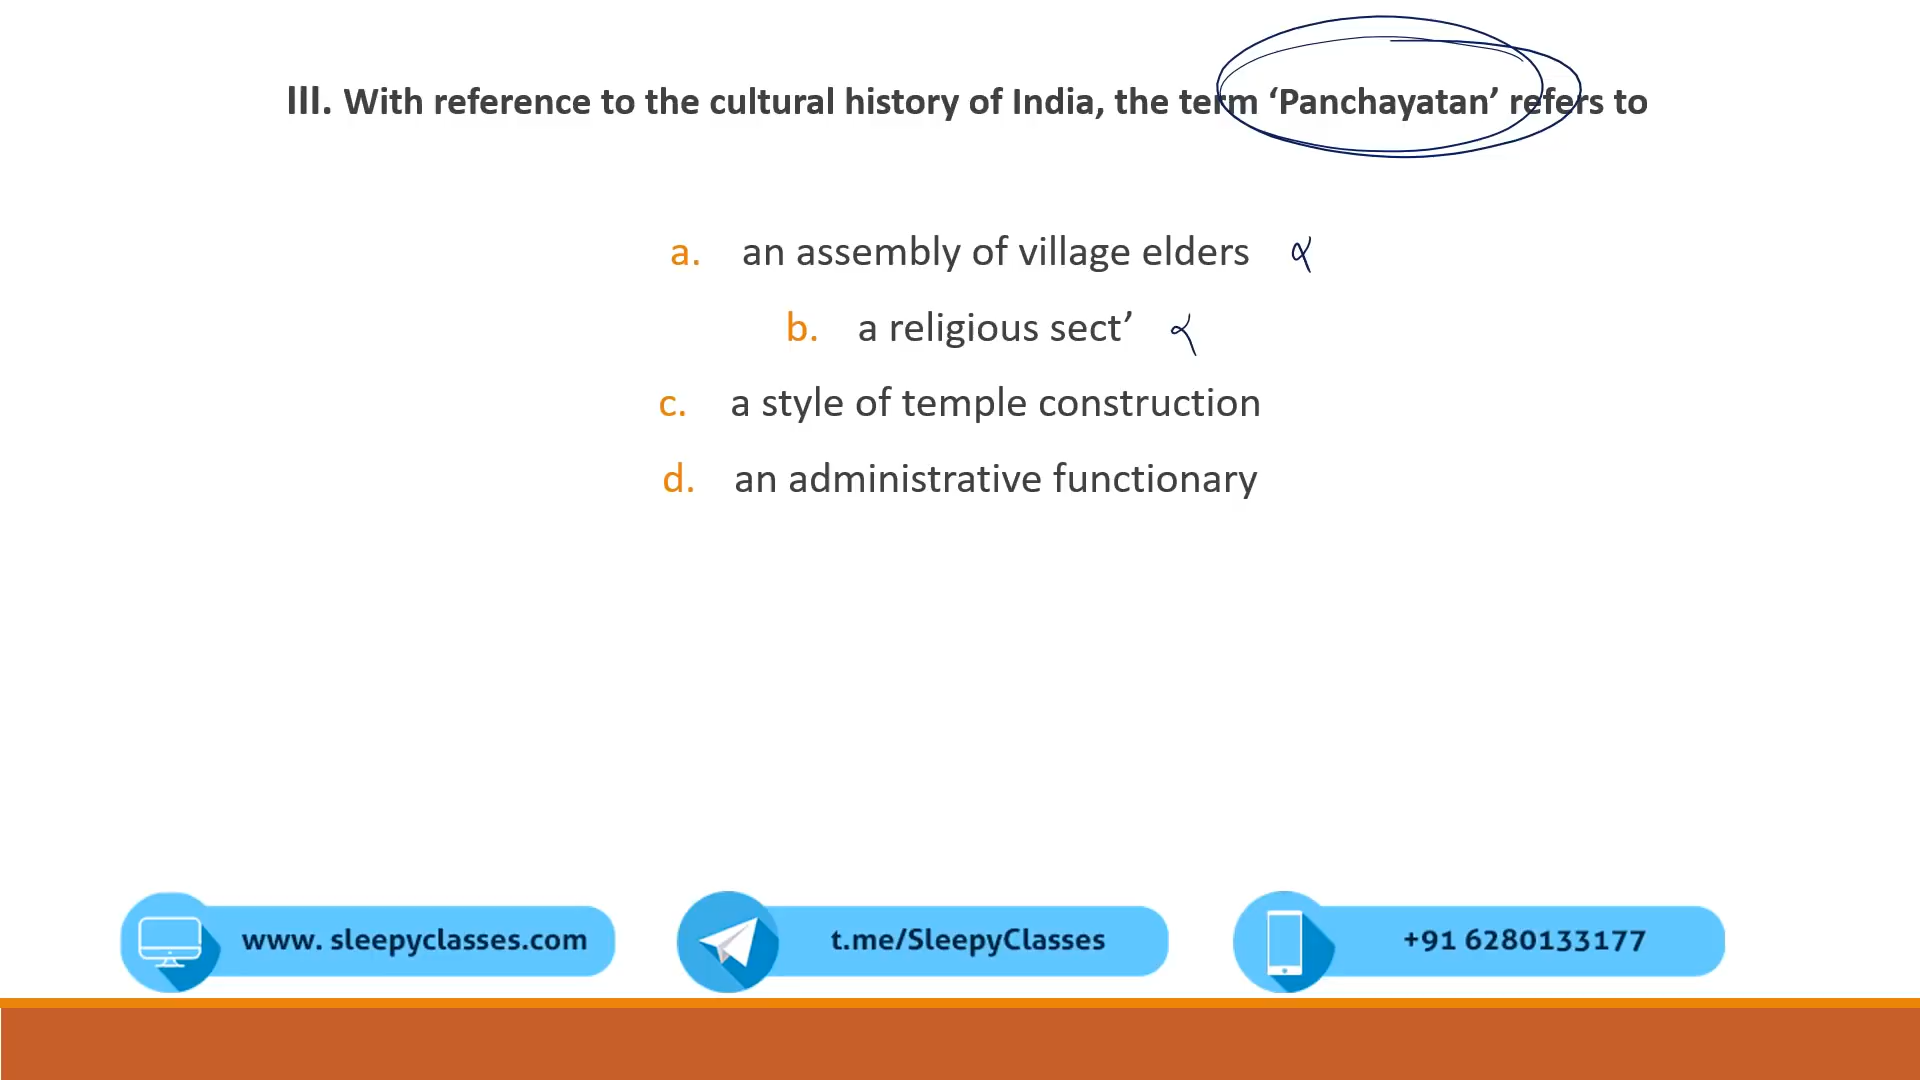 III. With reference to the cultural history of India, the term ‘Panchayatan’ refers to
a. an assembly of village elders
b. a religious sect’
c. a style of temple construction
d. an administrative functionary
www. sleepyclasses.com
t.me/SleepyClasses
+91 6280133177